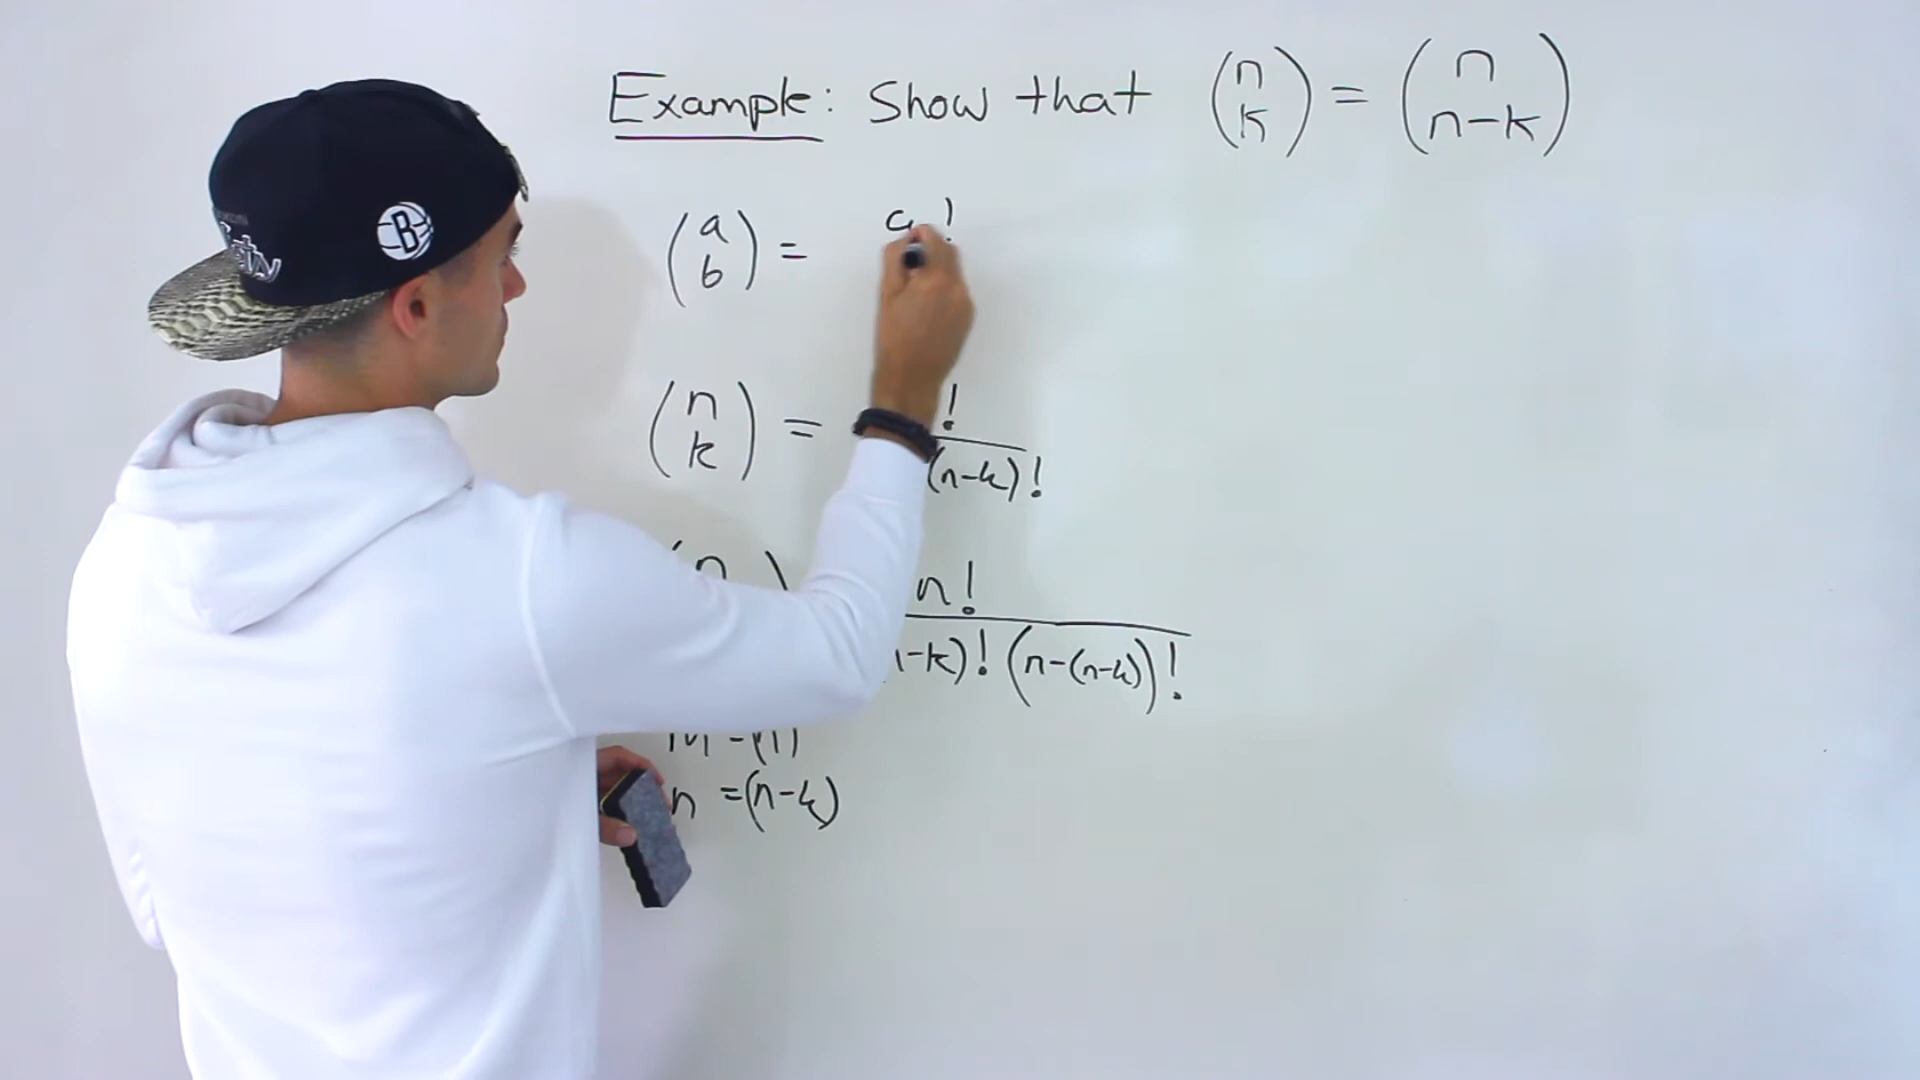 Example: Show that (n k) = (n n-k)
(a b) = a!
(n k) = ! / (n-k)!
n n! / -k)! (n-(n-k))!
n =(n-k)
B